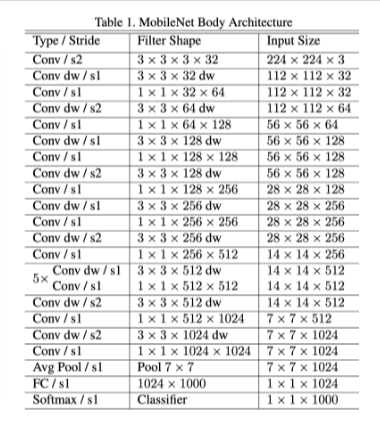 Table 1. MobileNet Body Architecture
Type / Stride Filter Shape Input Size
Conv / s2 3 × 3 × 3 × 32 224 × 224 × 3
Conv dw / s1 3 × 3 × 32 dw 112 × 112 × 32
Conv / s1 1 × 1 × 32 × 64 112 × 112 × 32
Conv dw / s2 3 × 3 × 64 dw 112 × 112 × 64
Conv / s1 1 × 1 × 64 × 128 56 × 56 × 64
Conv dw / s1 3 × 3 × 128 dw 56 × 56 × 128
Conv / s1 1 × 1 × 128 × 128 56 × 56 × 128
Conv dw / s2 3 × 3 × 128 dw 56 × 56 × 128
Conv / s1 1 × 1 × 128 × 256 28 × 28 × 128
Conv dw / s1 3 × 3 × 256 dw 28 × 28 × 256
Conv / s1 1 × 1 × 256 × 256 28 × 28 × 256
Conv dw / s2 3 × 3 × 256 dw 28 × 28 × 256
Conv / s1 1 × 1 × 256 × 512 14 × 14 × 256
5× Conv dw / s1 3 × 3 × 512 dw 14 × 14 × 512
Conv / s1 1 × 1 × 512 × 512 14 × 14 × 512
Conv dw / s2 3 × 3 × 512 dw 14 × 14 × 512
Conv / s1 1 × 1 × 512 × 1024 7 × 7 × 512
Conv dw / s2 3 × 3 × 1024 dw 7 × 7 × 1024
Conv / s1 1 × 1 × 1024 × 1024 7 × 7 × 1024
Avg Pool / s1 Pool 7 × 7 7 × 7 × 1024
FC / s1 1024 × 1000 1 × 1 × 1024
Softmax / s1 Classifier 1 × 1 × 1000